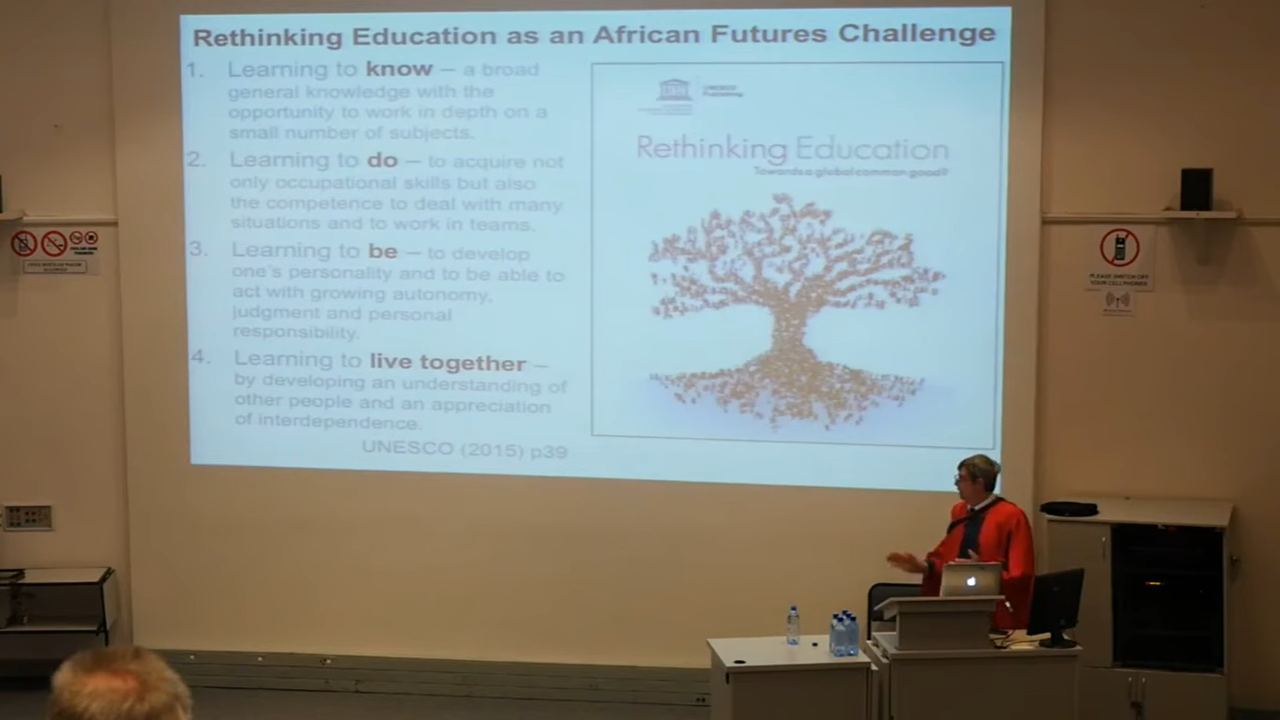 Rethinking Education as an African Futures Challenge
1. Learning to know – a broad
general knowledge with the
opportunity to work in depth on a
small number of subjects.
2. Learning to do – to acquire not
only occupational skills but also
the competence to deal with many
situations and to work in teams.
3. Learning to be – to develop
one's personality and to be able to
act with growing autonomy,
judgment and personal
responsibility.
4. Learning to live together –
by developing an understanding of
other people and an appreciation
of interdependence.
UNESCO (2015) p39
Rethinking Education
Towards a global common good?
PLEASE SWITCH OFF
YOUR CELLPHONES